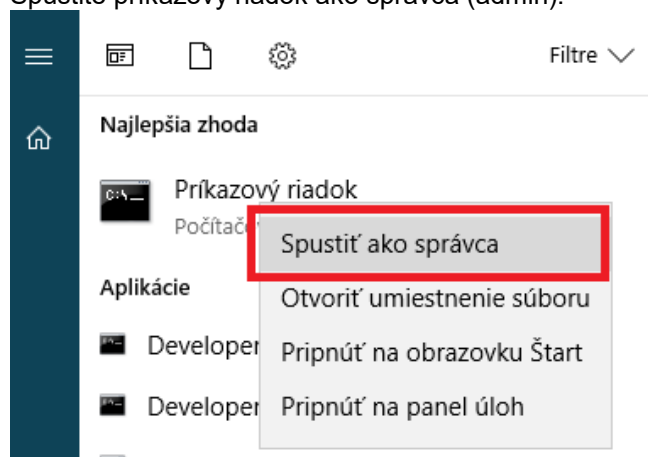 Spustite príkazový riadok ako správca (admin).
Filtre
Najlepšia zhoda
Príkazový riadok
Spustiť ako správca
Aplikácie
Otvoriť umiestnenie súboru
Developer
Pripnúť na obrazovku Štart
Developer
Pripnúť na panel úloh